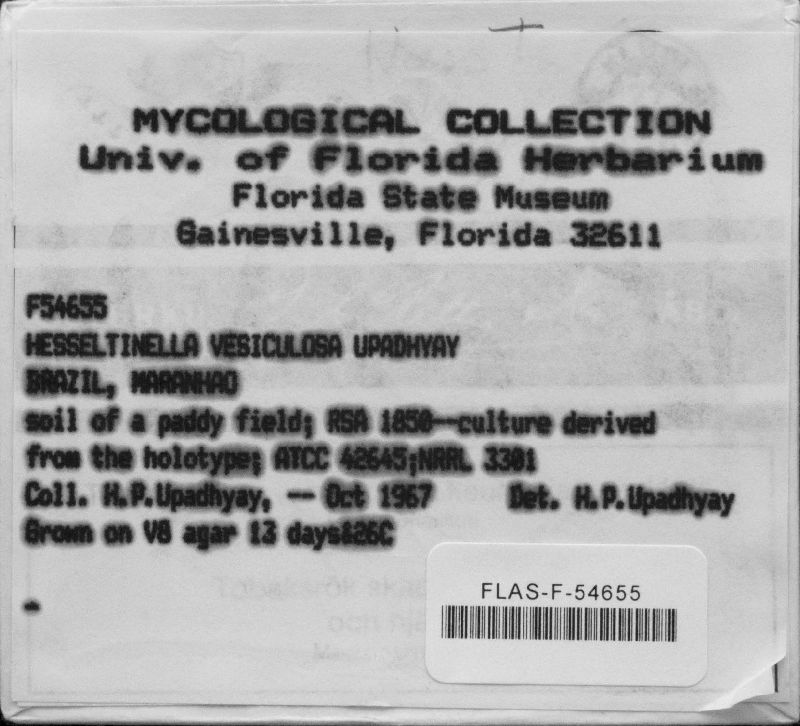 MYCOLOGICAL COLLECTION
Univ. of Florida Herbarium
Florida State Museum
Gainesville, Florida 32611
F54655
HESSELTINELLA VESICULOSA UPADHYAY
BRAZIL, MARANHAO
soil of a paddy field; RSA 1850--culture derived
from the holotype; ATCC 42645;NRRL 3301
Coll. H.P.Upadhyay, -- Oct 1967 Det. H.P.Upadhyay
Grown on V8 agar 13 days&26C
FLAS-F-54655